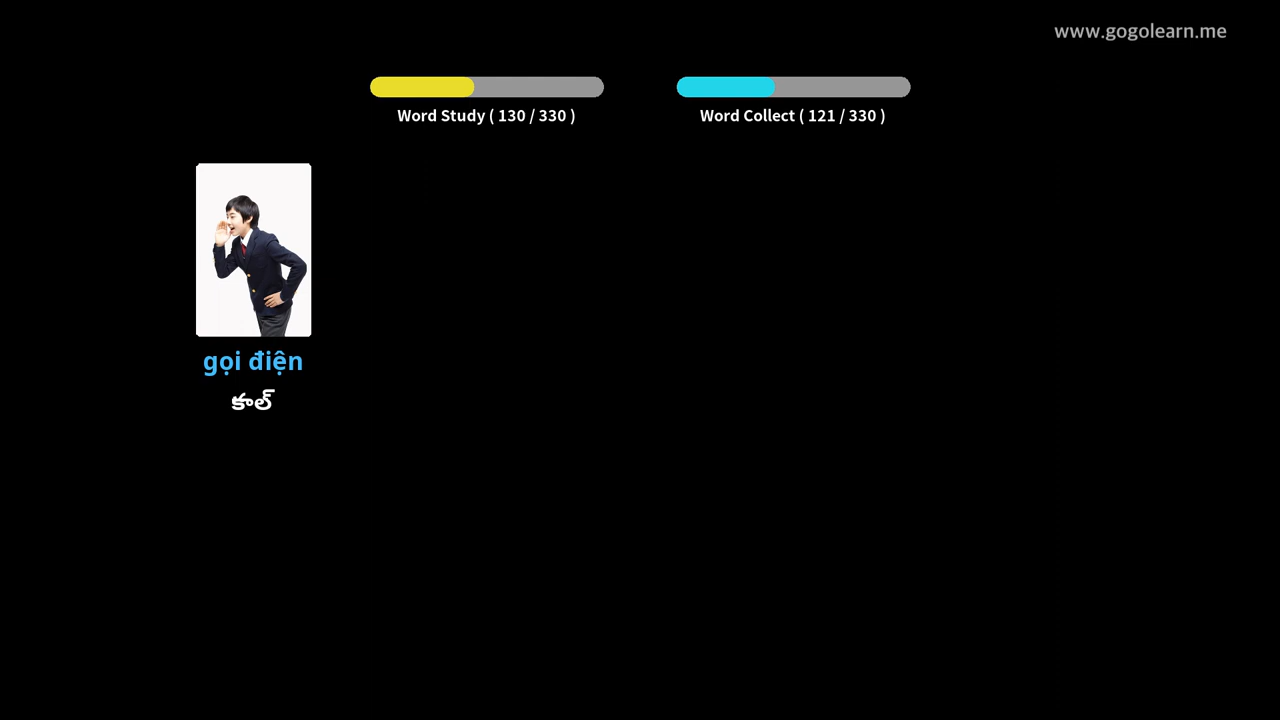 www.gogolearn.me
Word Study ( 130 / 330 )
Word Collect ( 121 / 330 )
gọi điện
కాల్